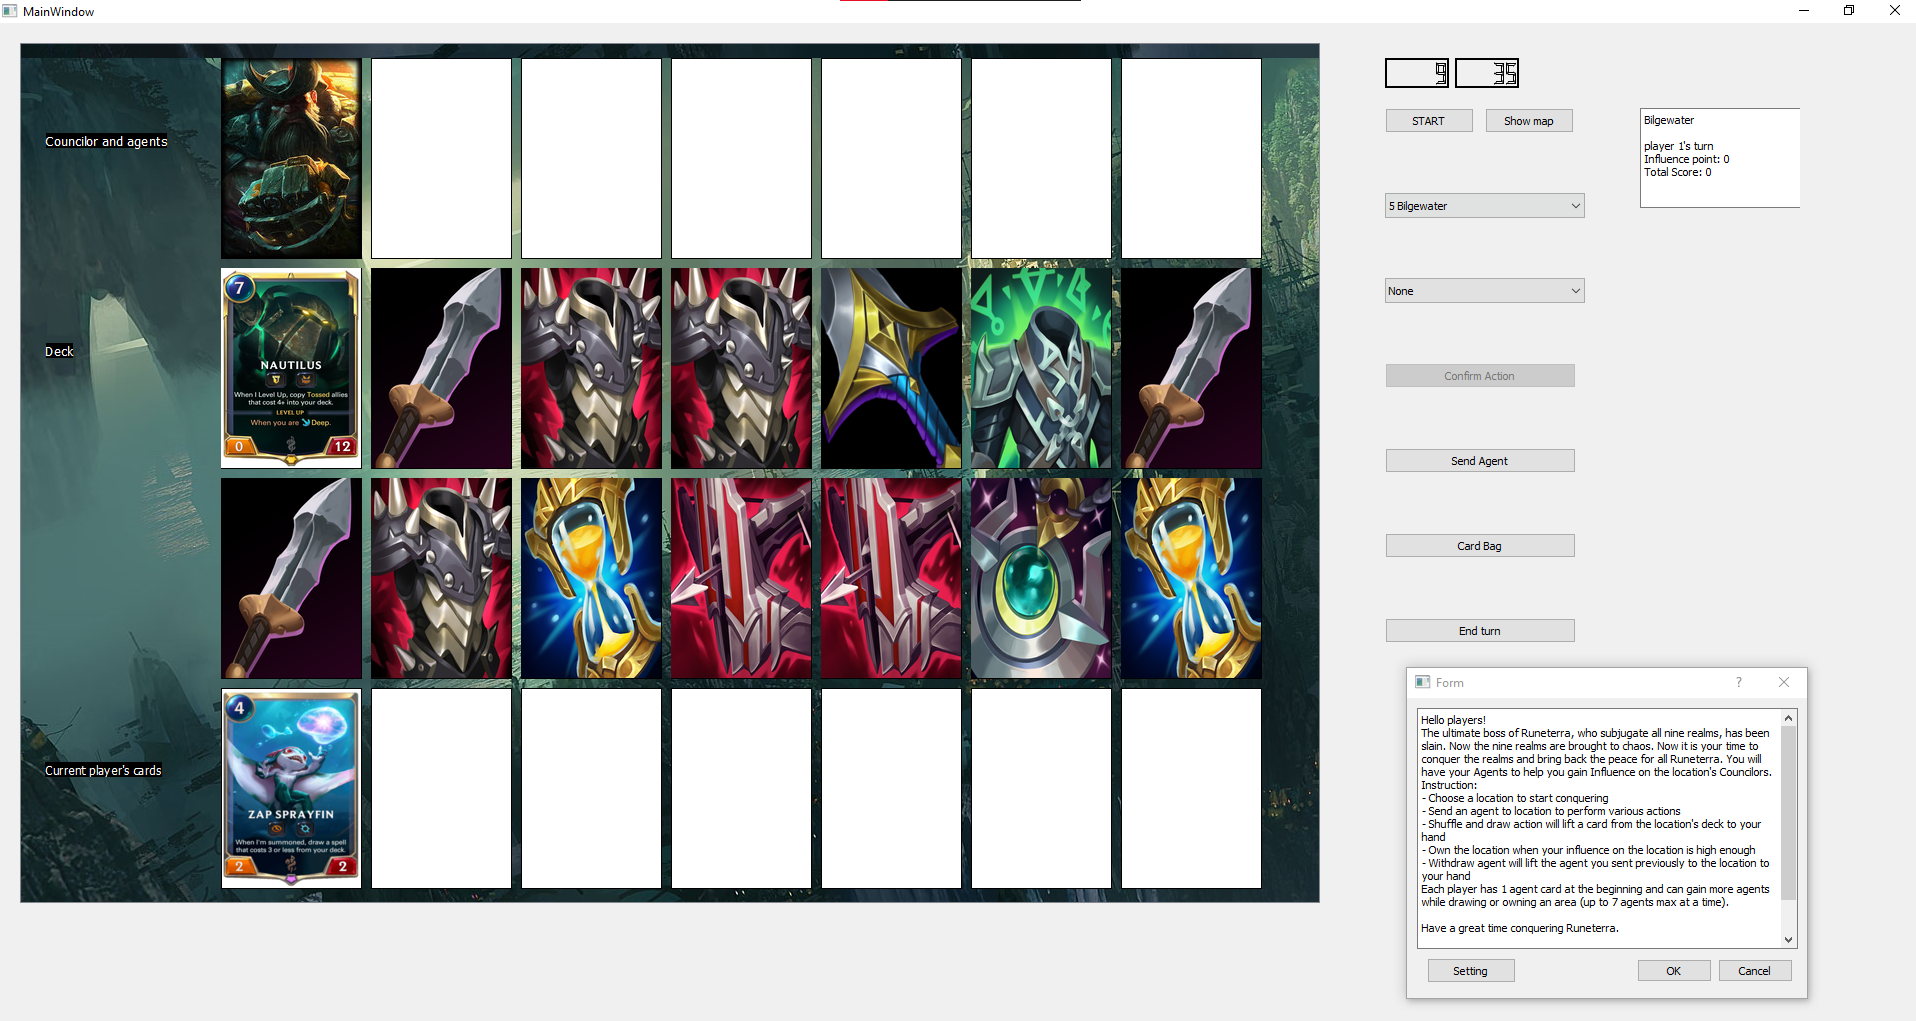 MainWindow
9 35
START
Show map
Bilgewater
player 1's turn
Influence point: 0
Total Score: 0
Councilor and agents
5 Bilgewater
None
7
NAUTILUS
When I Level Up, copy Tossed allies
that cost 4+ into your deck.
LEVEL UP
When you are Deep.
0
12
Deck
Confirm Action
Send Agent
Card Bag
End turn
Current player's cards
4
ZAP SPRAYFIN
When I'm summoned, draw a spell
that costs 3 or less from your deck.
2
2
Form
?
Hello players!
The ultimate boss of Runeterra, who subjugate all nine realms, has been
slain. Now the nine realms are brought to chaos. Now it is your time to
conquer the realms and bring back the peace for all Runeterra. You will
have your Agents to help you gain Influence on the location's Councilors.
Instruction:
- Choose a location to start conquering
- Send an agent to location to perform various actions
- Shuffle and draw action will lift a card from the location's deck to your
hand
- Own the location when your influence on the location is high enough
- Withdraw agent will lift the agent you sent previously to the location to
your hand
Each player has 1 agent card at the beginning and can gain more agents
while drawing or owning an area (up to 7 agents max at a time).
Have a great time conquering Runeterra.
Setting
OK
Cancel